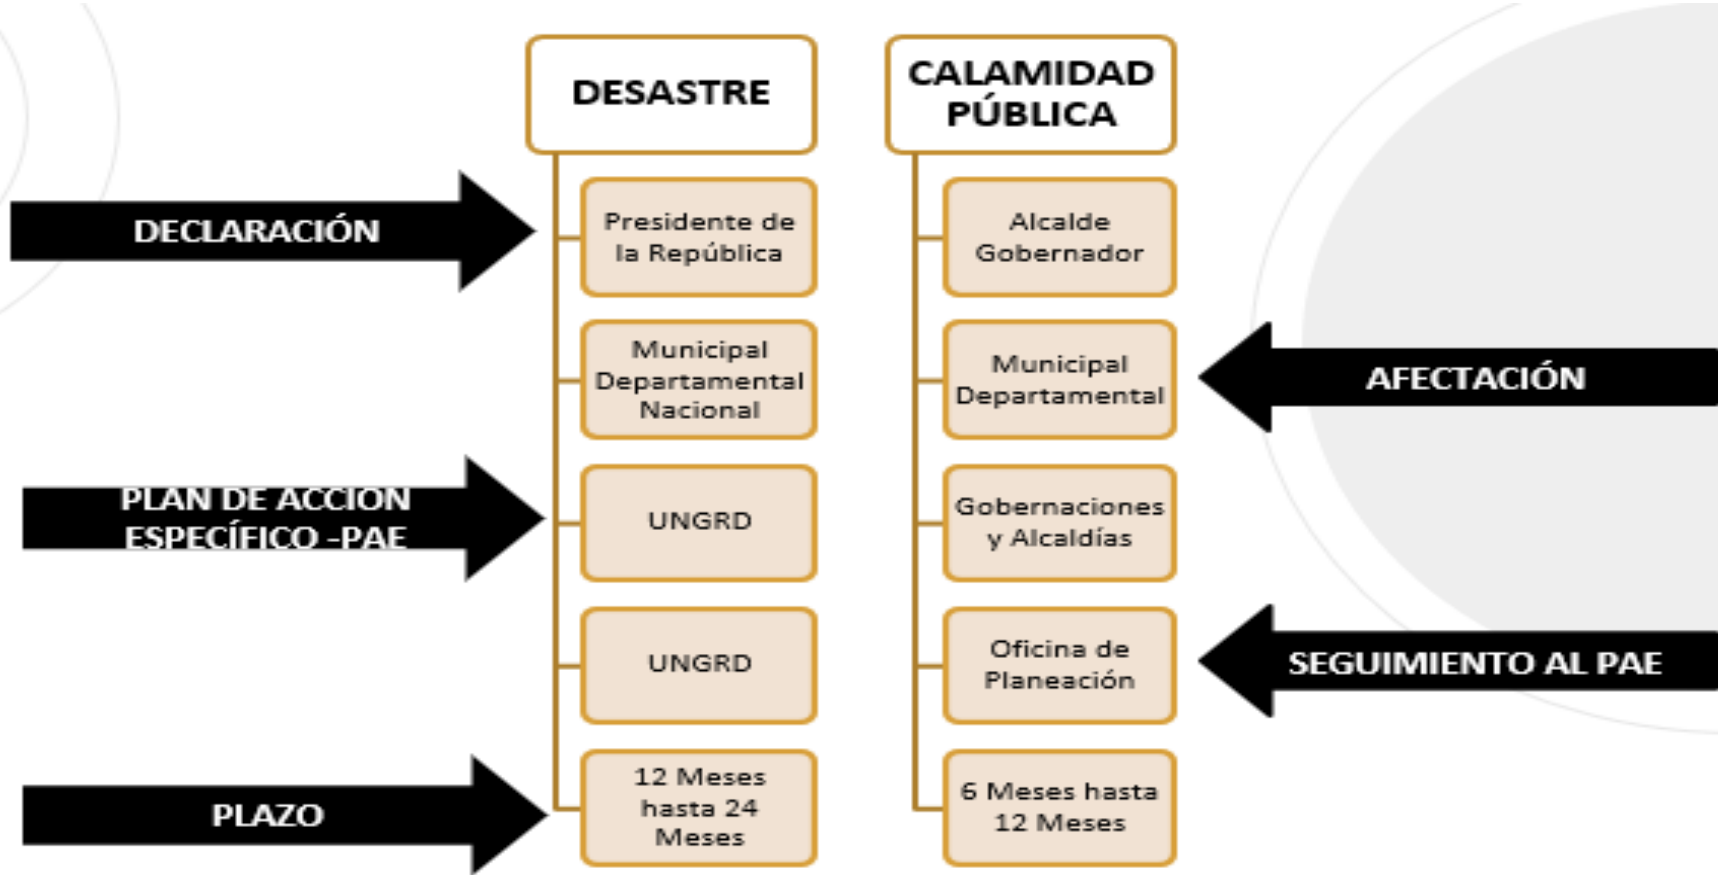 DESASTRE
CALAMIDAD
PÚBLICA
DECLARACIÓN
Presidente de
la República
Alcalde
Gobernador
Municipal
Departamental
Nacional
Municipal
Departamental
AFECTACIÓN
PLAN DE ACCIÓN
ESPECÍFICO -PAE
UNGRD
Gobernaciones
y Alcaldías
UNGRD
Oficina de
Planeación
SEGUIMIENTO AL PAE
PLAZO
12 Meses
hasta 24
Meses
6 Meses hasta
12 Meses